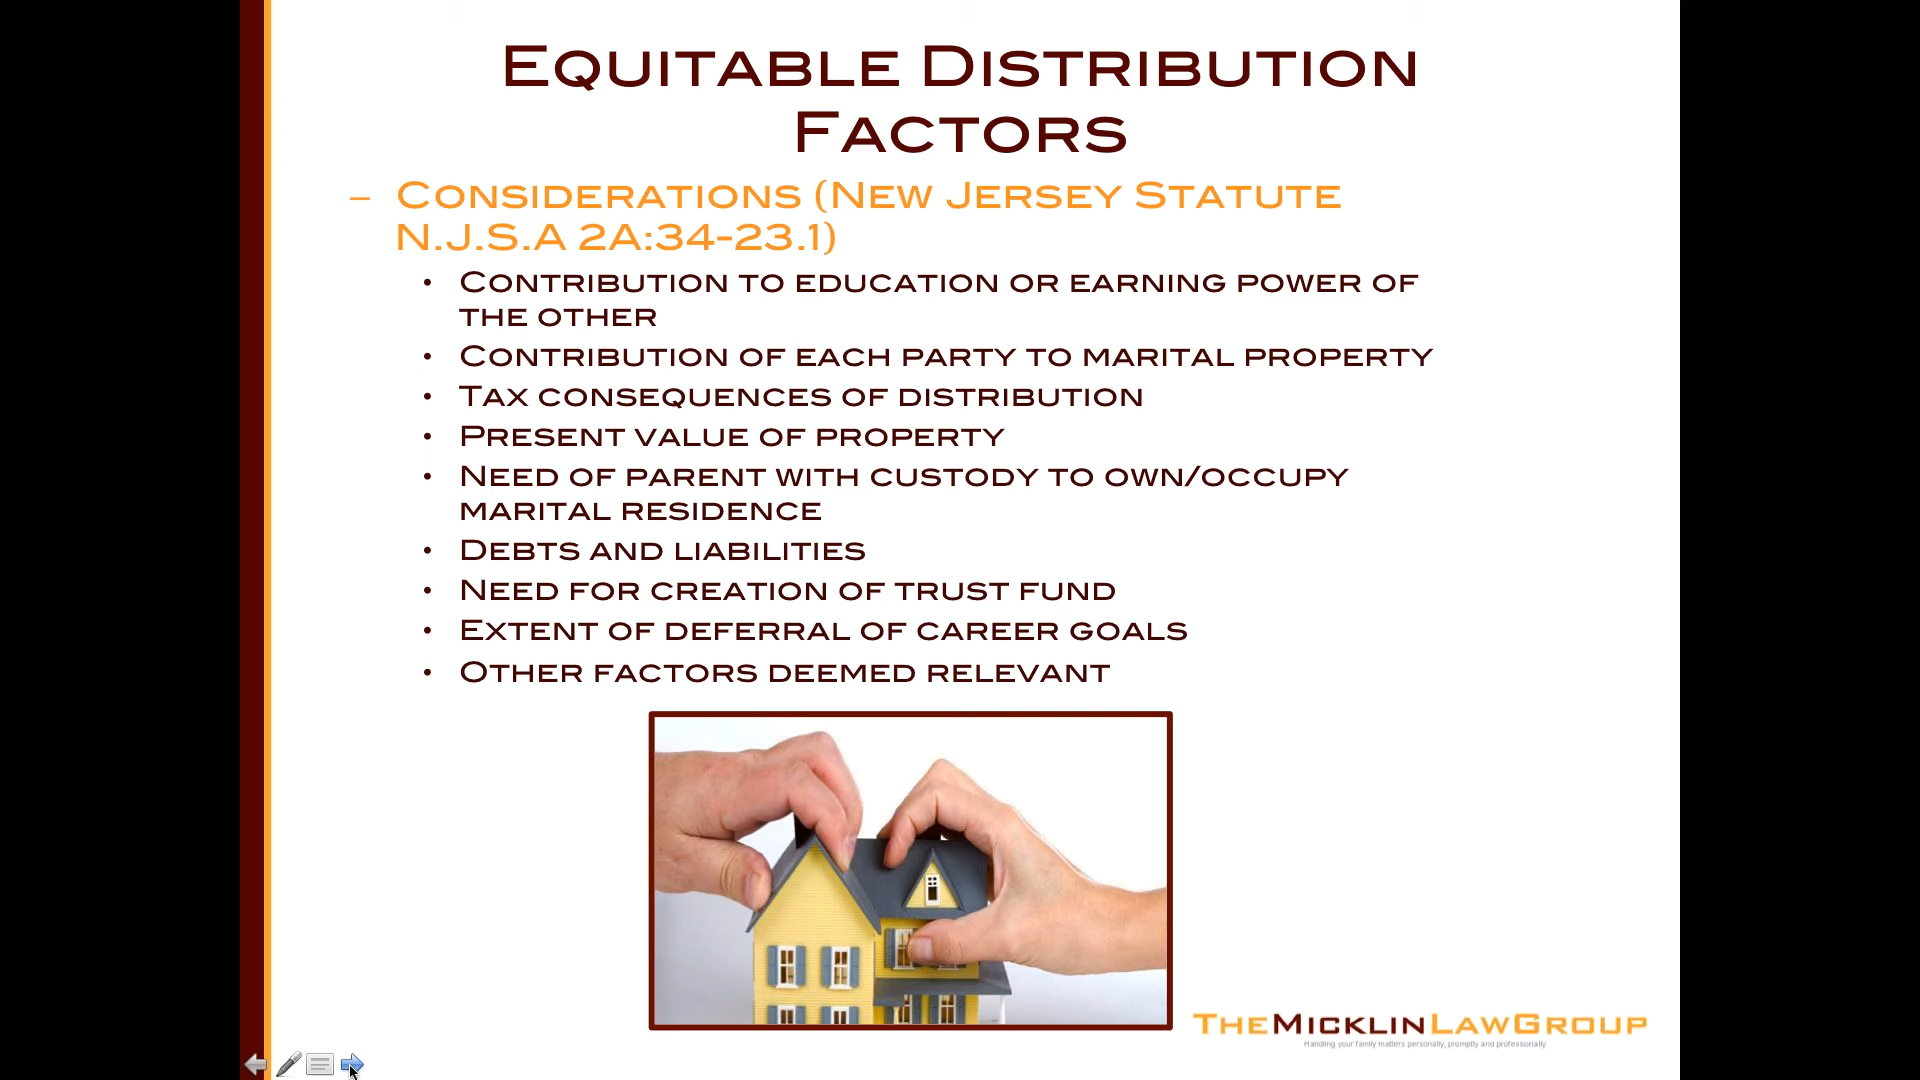 Equitable Distribution
Factors
– Considerations (New Jersey Statute
N.J.S.A 2A:34-23.1)
• Contribution to education or earning power of
the other
• Contribution of each party to marital property
• Tax consequences of distribution
• Present value of property
• Need of parent with custody to own/occupy
marital residence
• Debts and liabilities
• Need for creation of trust fund
• Extent of deferral of career goals
• Other factors deemed relevant
TheMicklinLawGroup
Handling your family matters personally, promptly and professionally.